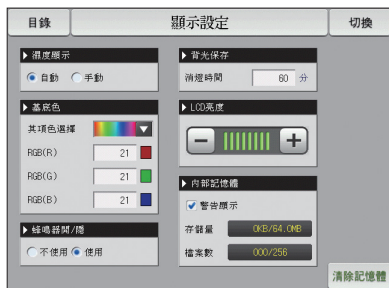 目錄
顯示設定
切換
▶ 溫度顯示
自動 手動
▶ 基底色
其項色選擇
RGB(R) 21
RGB(G) 21
RGB(B) 21
▶ 蜂鳴器開/隱
不使用 使用
▶ 背光保存
消燈時間 60 分
▶ LCD亮度
− +
▶ 內部記憶體
警告顯示
存儲量 0KB/64.0MB
檔案數 000/256
清除記憶體